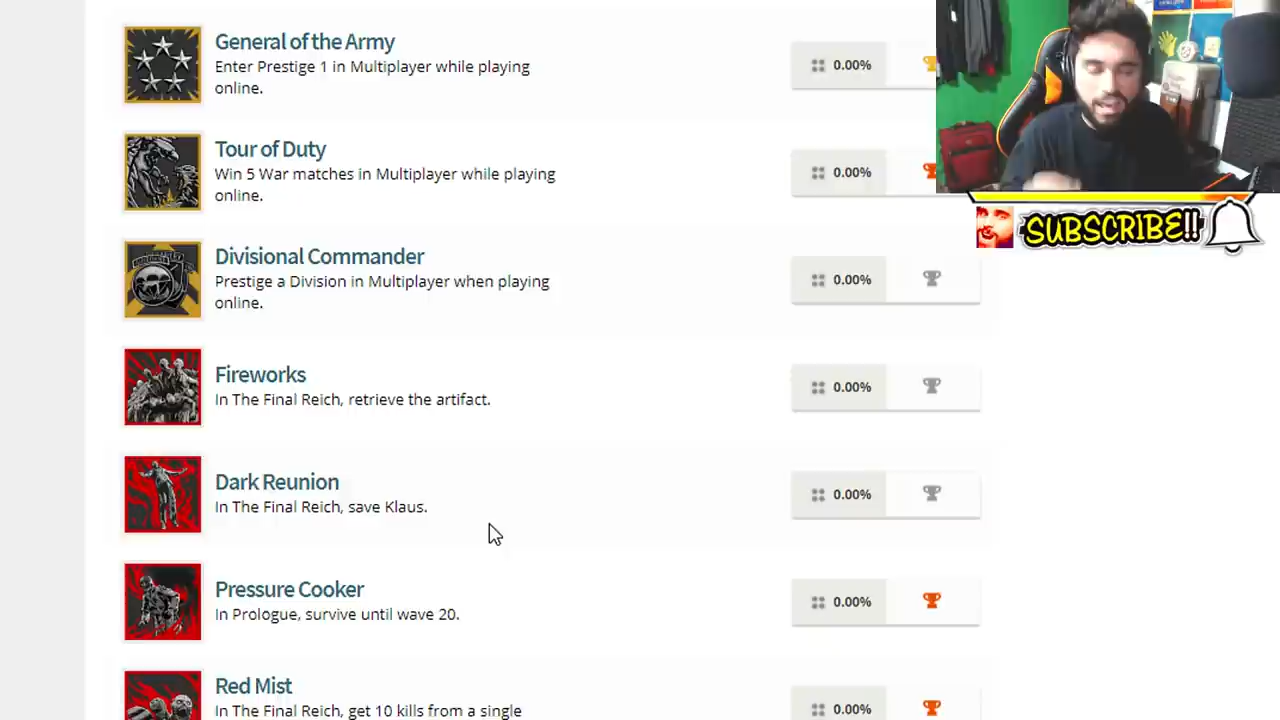 General of the Army
Enter Prestige 1 in Multiplayer while playing
online.
0.00%
Tour of Duty
Win 5 War matches in Multiplayer while playing
online.
0.00%
SUBSCRIBE!!
Divisional Commander
Prestige a Division in Multiplayer when playing
online.
0.00%
Fireworks
In The Final Reich, retrieve the artifact.
0.00%
Dark Reunion
In The Final Reich, save Klaus.
0.00%
Pressure Cooker
In Prologue, survive until wave 20.
0.00%
Red Mist
In The Final Reich, get 10 kills from a single
0.00%